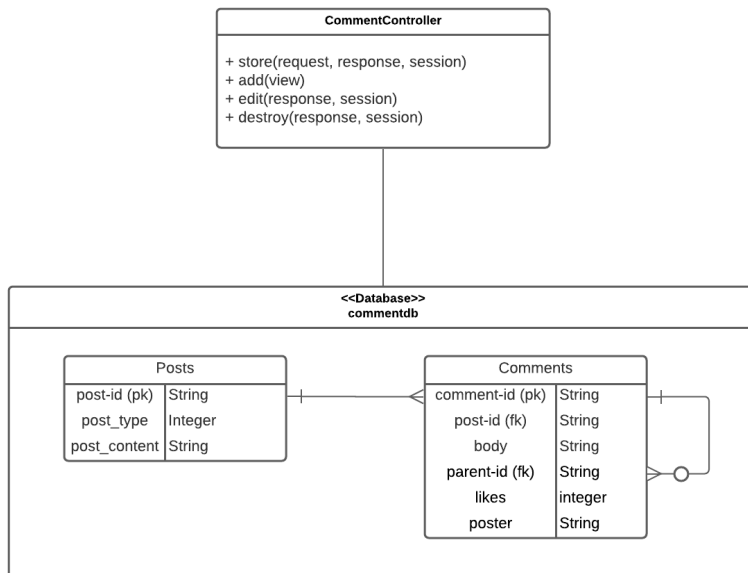 CommentController
+ store(request, response, session)
+ add(view)
+ edit(response, session)
+ destroy(response, session)
<<Database>>
commentdb
Posts
post-id (pk) String
post_type Integer
post_content String
Comments
comment-id (pk) String
post-id (fk) String
body String
parent-id (fk) String
likes integer
poster String